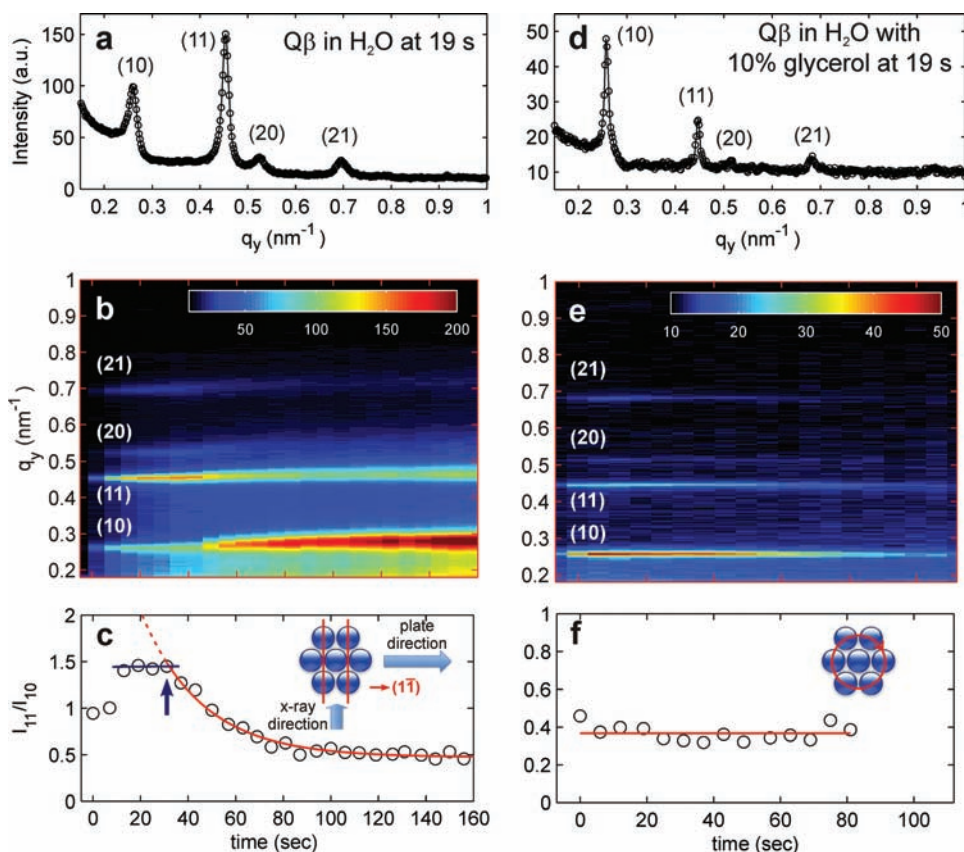 a
(10)
(11)
(20)
(21)
Qβ in H₂O at 19 s
Intensity (a.u.)
150
100
50
0
0.2 0.3 0.4 0.5 0.6 0.7 0.8 0.9 1
q_y (nm⁻¹)
d
(10)
(11)
(20)
(21)
Qβ in H₂O with
10% glycerol at 19 s
50
40
30
20
10
0.2 0.3 0.4 0.5 0.6 0.7 0.8 0.9 1
q_y (nm⁻¹)
b
50 100 150 200
(21)
(20)
(11)
(10)
q_y (nm⁻¹)
1
0.9
0.8
0.7
0.6
0.5
0.4
0.3
0.2
e
10 20 30 40 50
(21)
(20)
(11)
(10)
1
0.9
0.8
0.7
0.6
0.5
0.4
0.3
0.2
c
plate
direction
(11̄)
x-ray
direction
I₁₁/I₁₀
2
1.5
1
0.5
0
0 20 40 60 80 100 120 140 160
time (sec)
f
1
0.8
0.6
0.4
0.2
0
0 20 40 60 80 100
time (sec)